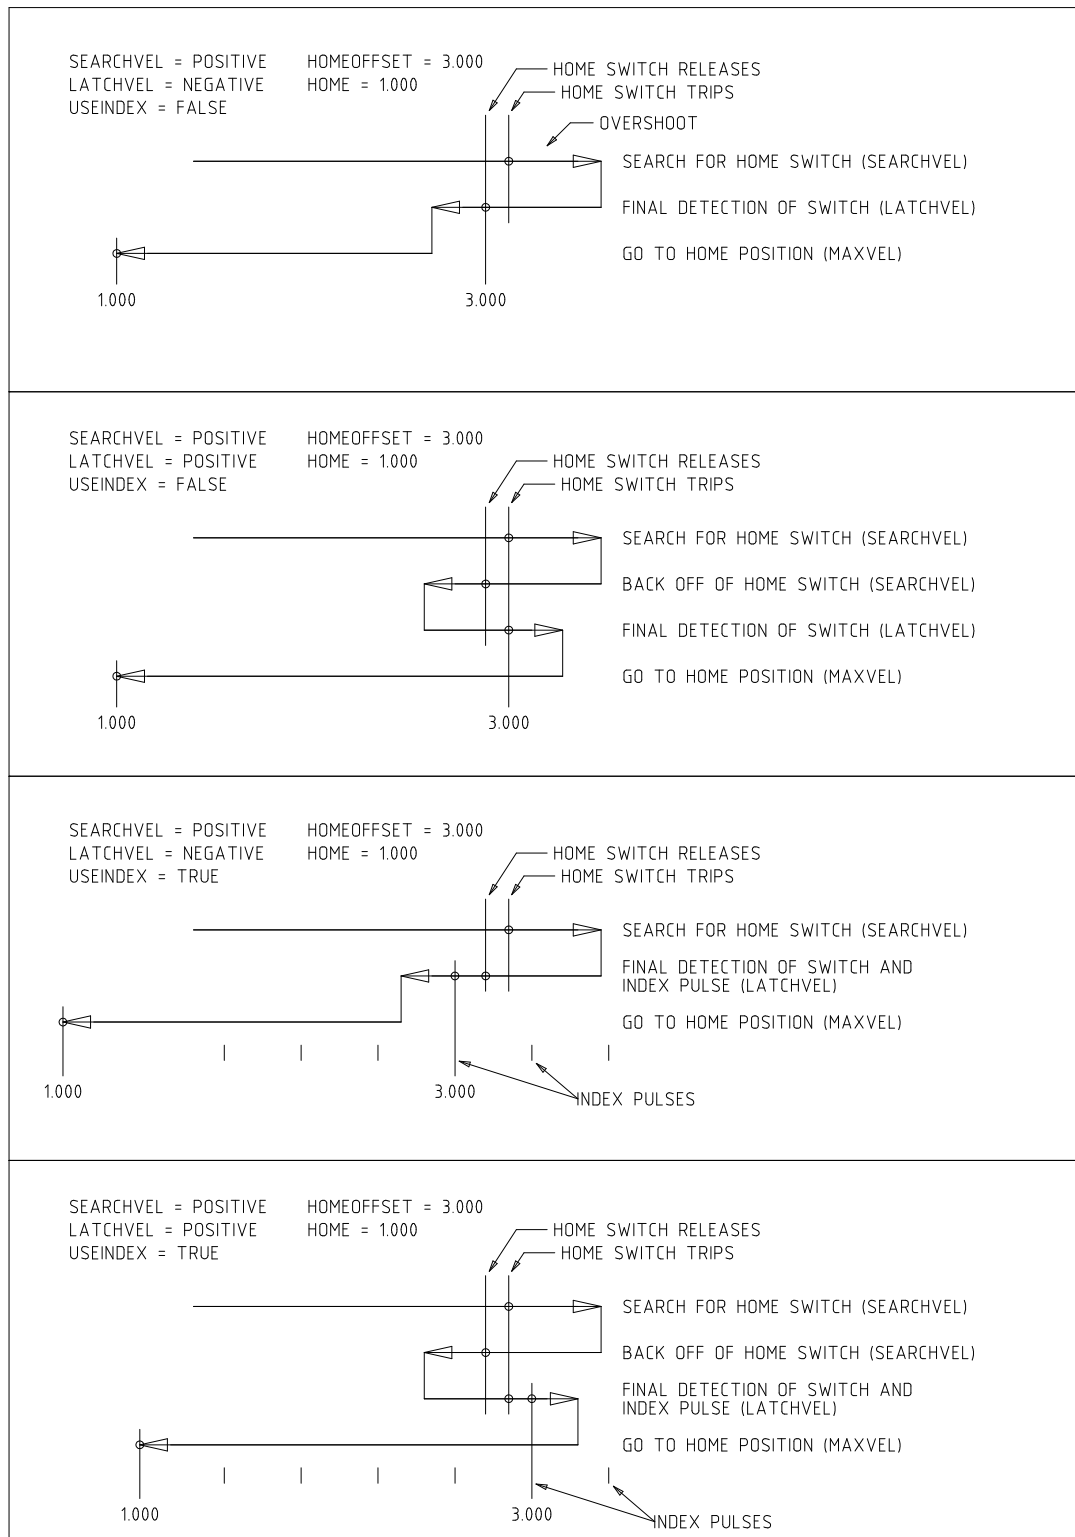 SEARCHVEL = POSITIVE HOMEOFFSET = 3.000
LATCHVEL = NEGATIVE HOME = 1.000
USEINDEX = FALSE
HOME SWITCH RELEASES
HOME SWITCH TRIPS
OVERSHOOT
SEARCH FOR HOME SWITCH (SEARCHVEL)
FINAL DETECTION OF SWITCH (LATCHVEL)
GO TO HOME POSITION (MAXVEL)
1.000 3.000
SEARCHVEL = POSITIVE HOMEOFFSET = 3.000
LATCHVEL = POSITIVE HOME = 1.000
USEINDEX = FALSE
HOME SWITCH RELEASES
HOME SWITCH TRIPS
SEARCH FOR HOME SWITCH (SEARCHVEL)
BACK OFF OF HOME SWITCH (SEARCHVEL)
FINAL DETECTION OF SWITCH (LATCHVEL)
GO TO HOME POSITION (MAXVEL)
1.000 3.000
SEARCHVEL = POSITIVE HOMEOFFSET = 3.000
LATCHVEL = NEGATIVE HOME = 1.000
USEINDEX = TRUE
HOME SWITCH RELEASES
HOME SWITCH TRIPS
SEARCH FOR HOME SWITCH (SEARCHVEL)
FINAL DETECTION OF SWITCH AND
INDEX PULSE (LATCHVEL)
GO TO HOME POSITION (MAXVEL)
1.000 3.000
INDEX PULSES
SEARCHVEL = POSITIVE HOMEOFFSET = 3.000
LATCHVEL = POSITIVE HOME = 1.000
USEINDEX = TRUE
HOME SWITCH RELEASES
HOME SWITCH TRIPS
SEARCH FOR HOME SWITCH (SEARCHVEL)
BACK OFF OF HOME SWITCH (SEARCHVEL)
FINAL DETECTION OF SWITCH AND
INDEX PULSE (LATCHVEL)
GO TO HOME POSITION (MAXVEL)
1.000 3.000
INDEX PULSES